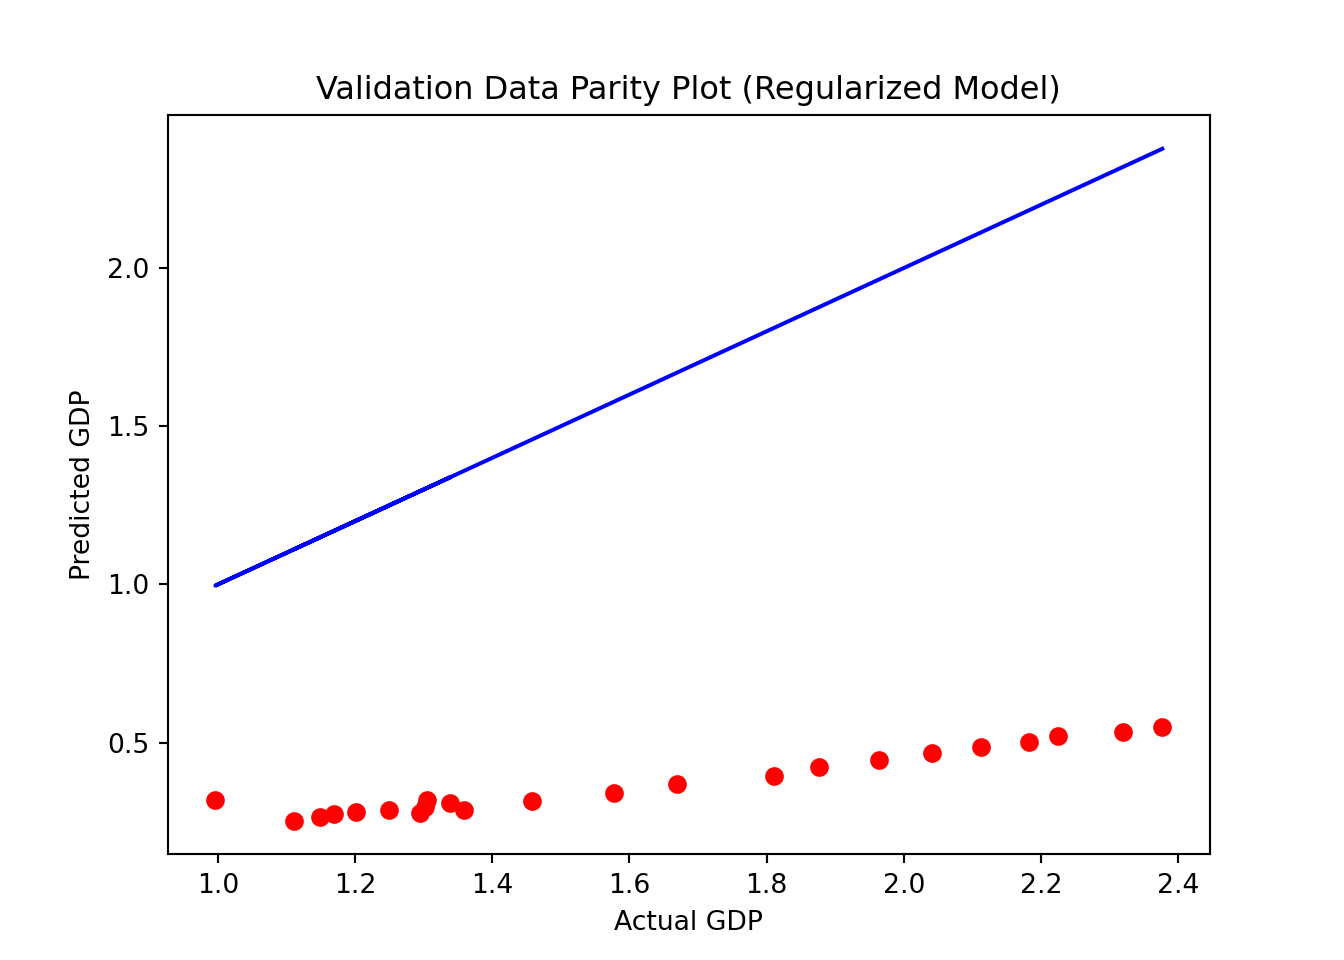 Validation Data Parity Plot (Regularized Model)
Predicted GDP
2.0
1.5
1.0
0.5
1.0 1.2 1.4 1.6 1.8 2.0 2.2 2.4
Actual GDP